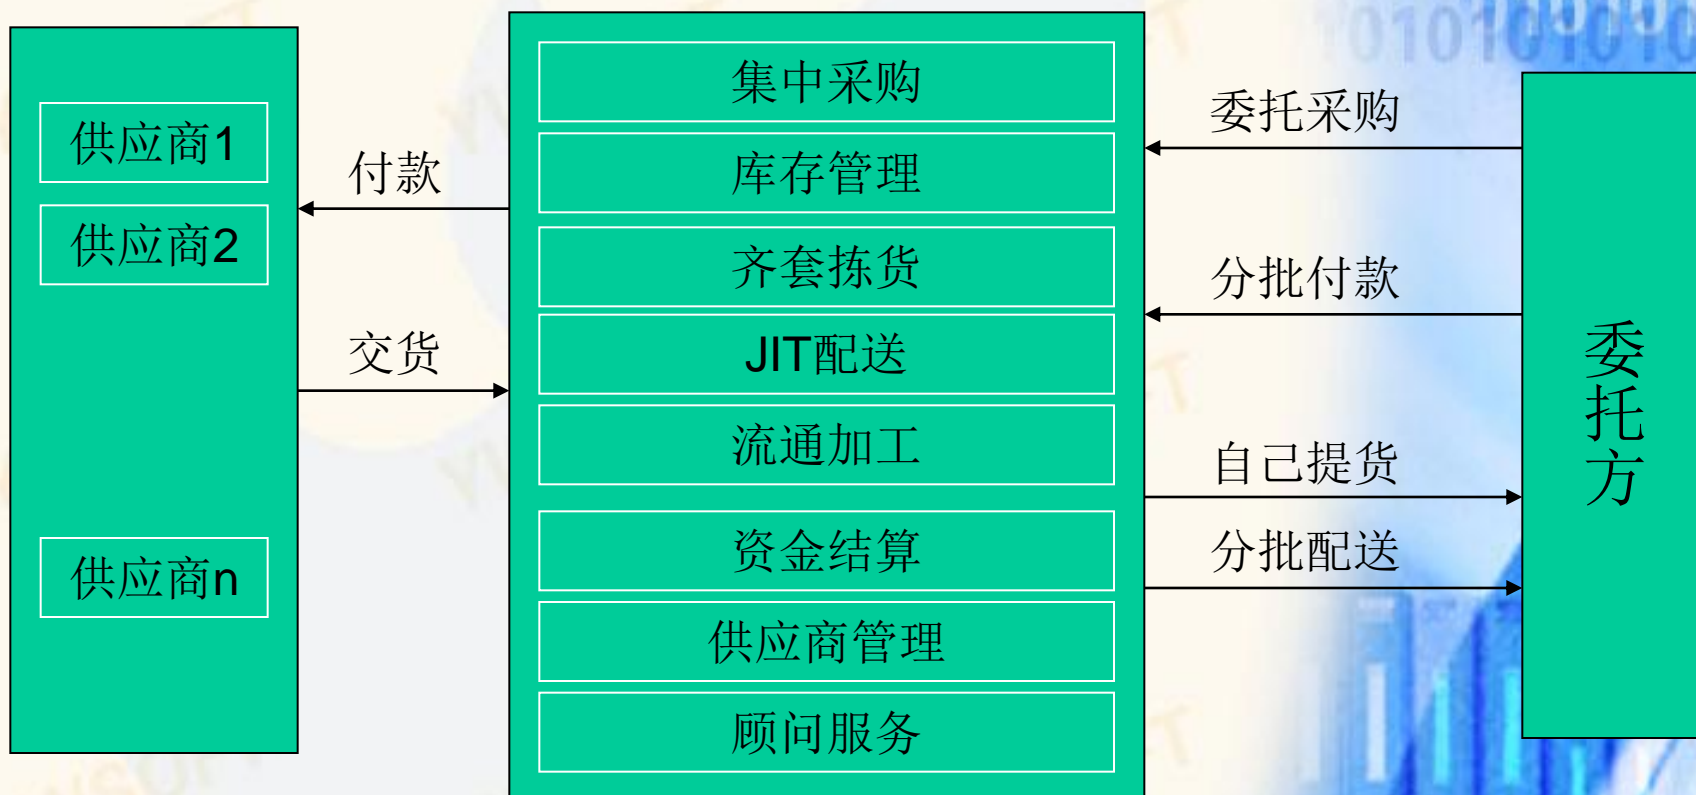 供应商1
供应商2
供应商n
付款
交货
集中采购
库存管理
齐套拣货
JIT配送
流通加工
资金结算
供应商管理
顾问服务
委托采购
分批付款
自己提货
分批配送
委托方